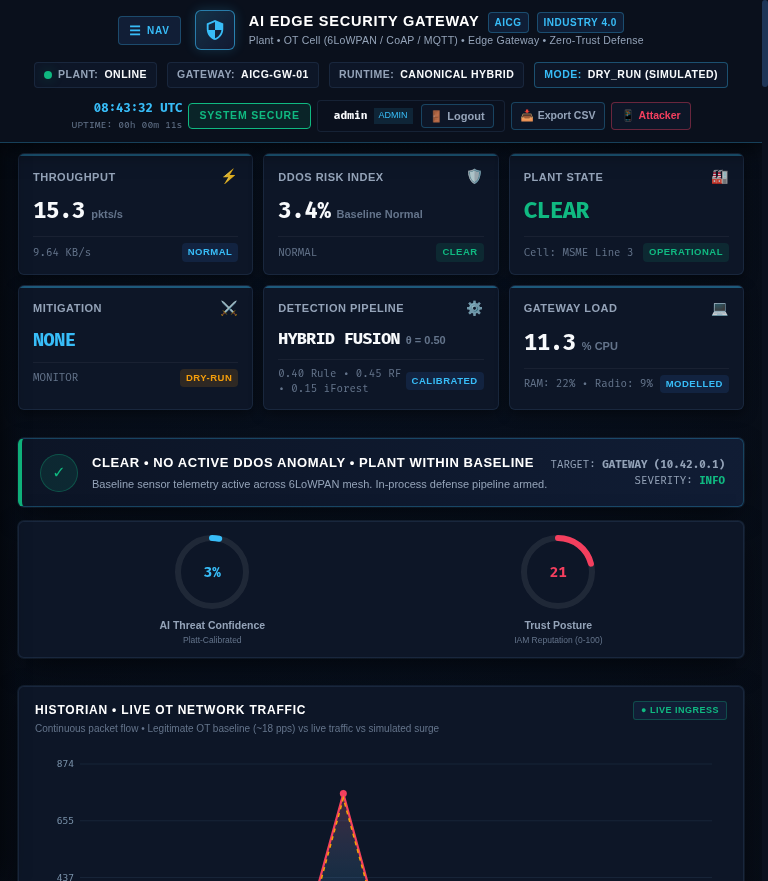 ☰ NAV
AI EDGE SECURITY GATEWAY AICG INDUSTRY 4.0
Plant • OT Cell (6LoWPAN / CoAP / MQTT) • Edge Gateway • Zero-Trust Defense
PLANT: ONLINE GATEWAY: AICG-GW-01 RUNTIME: CANONICAL HYBRID MODE: DRY_RUN (SIMULATED)
08:43:32 UTC
UPTIME: 00h 00m 11s
SYSTEM SECURE
admin ADMIN 🚪 Logout 📤 Export CSV 📱 Attacker
THROUGHPUT ⚡
15.3 pkts/s
9.64 KB/s NORMAL
DDOS RISK INDEX 🛡️
3.4% Baseline Normal
NORMAL CLEAR
PLANT STATE 🏭
CLEAR
Cell: MSME Line 3 OPERATIONAL
MITIGATION ⚔️
NONE
MONITOR DRY-RUN
DETECTION PIPELINE ⚙️
HYBRID FUSION θ = 0.50
0.40 Rule • 0.45 RF
• 0.15 iForest
CALIBRATED
GATEWAY LOAD 💻
11.3 % CPU
RAM: 22% • Radio: 9% MODELLED
✓
CLEAR • NO ACTIVE DDOS ANOMALY • PLANT WITHIN BASELINE
Baseline sensor telemetry active across 6LoWPAN mesh. In-process defense pipeline armed.
TARGET: GATEWAY (10.42.0.1)
SEVERITY: INFO
3%
AI Threat Confidence
Platt-Calibrated
21
Trust Posture
IAM Reputation (0-100)
HISTORIAN • LIVE OT NETWORK TRAFFIC
Continuous packet flow • Legitimate OT baseline (~18 pps) vs live traffic vs simulated surge
● LIVE INGRESS
874
655
437